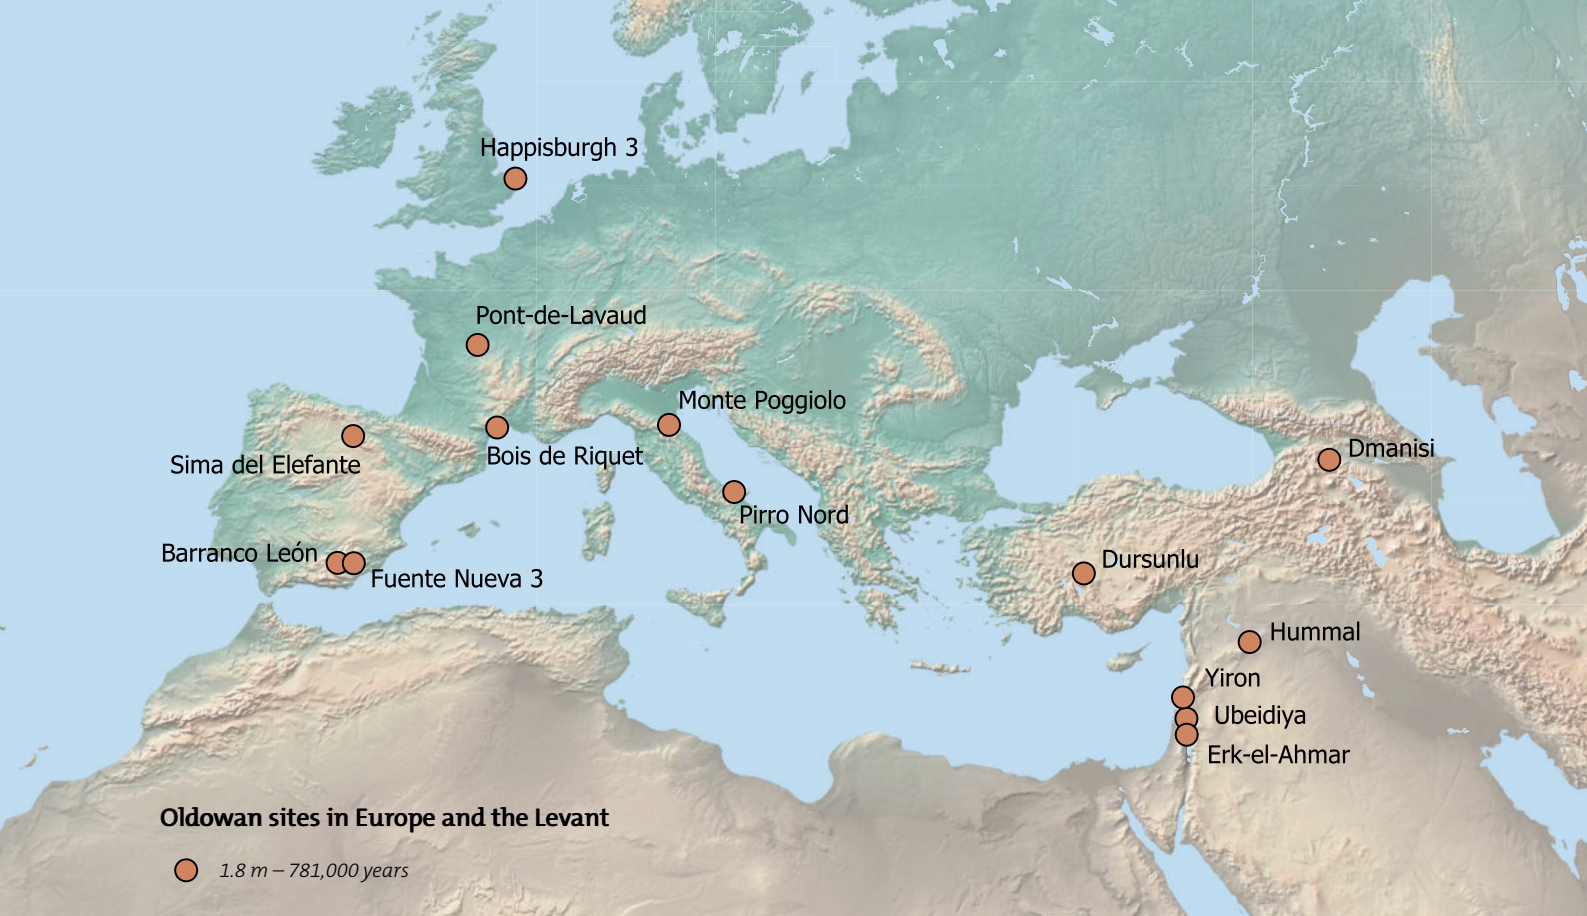 Happisburgh 3
Pont-de-Lavaud
Monte Poggiolo
Dmanisi
Sima del Elefante
Bois de Riquet
Pirro Nord
Barranco León
Dursunlu
Fuente Nueva 3
Hummal
Yiron
Ubeidiya
Erk-el-Ahmar
Oldowan sites in Europe and the Levant
1.8 m – 781,000 years